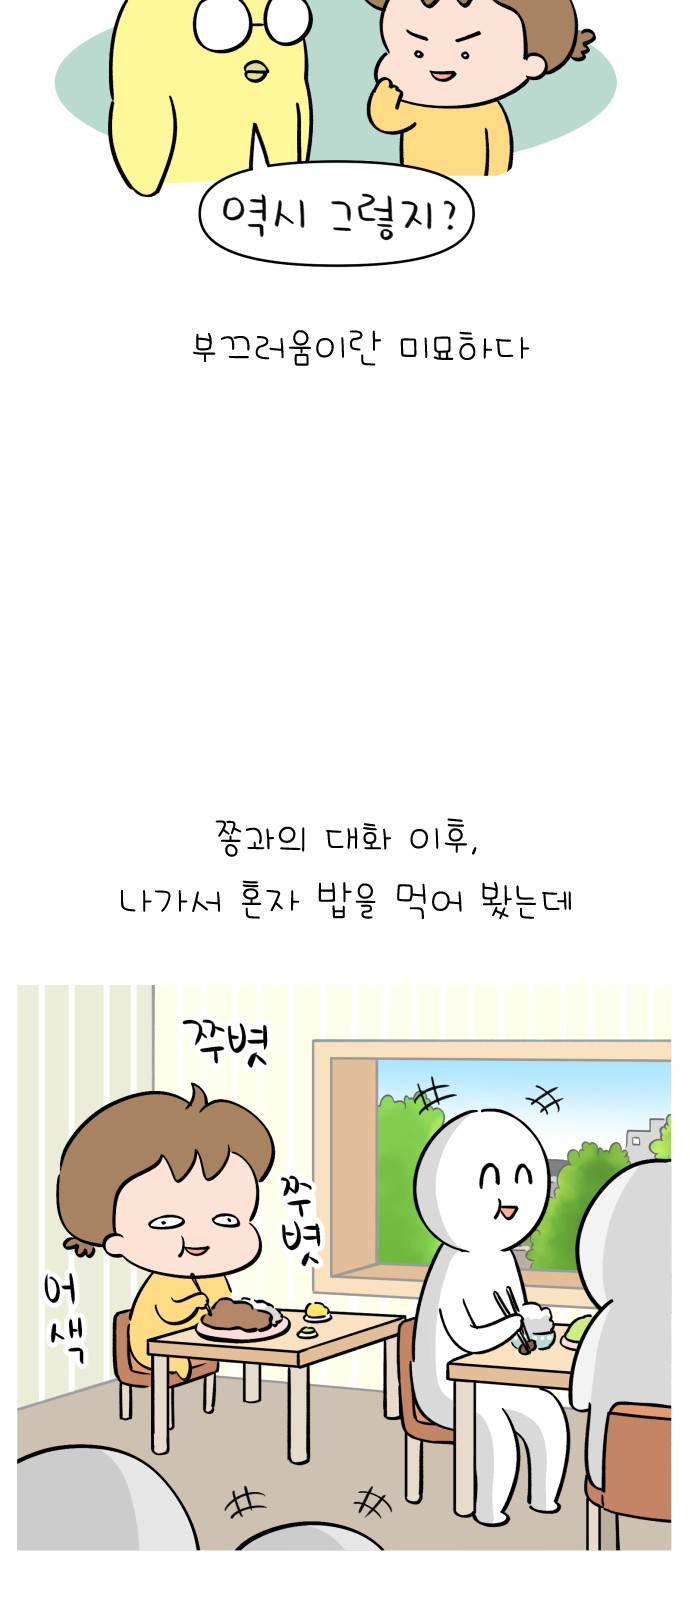 역시 그렇지?
부끄러움이란 미묘하다
쫑과의 대화 이후,
나가서 혼자 밥을 먹어 봤는데
쭈볏
쭈볏
어색